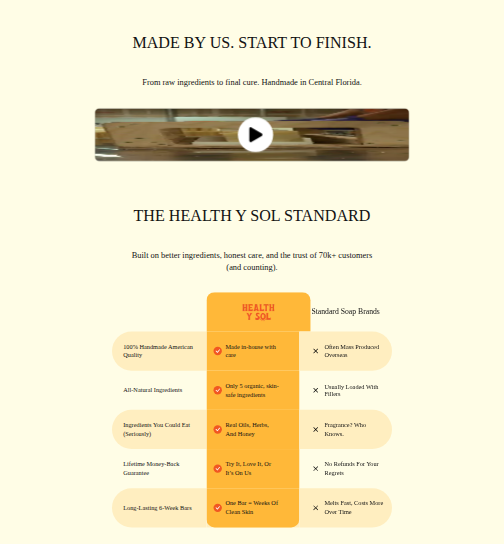 MADE BY US. START TO FINISH.
From raw ingredients to final cure. Handmade in Central Florida.
THE HEALTH Y SOL STANDARD
Built on better ingredients, honest care, and the trust of 70k+ customers
(and counting).
HEALTH
Y SOL
Standard Soap Brands
100% Handmade American
Quality
Made in-house with
care
Often Mass Produced
Overseas
All-Natural Ingredients
Only 5 organic, skin-
safe ingredients
Usually Loaded With
Fillers
Ingredients You Could Eat
(Seriously)
Real Oils, Herbs,
And Honey
Fragrance? Who
Knows.
Lifetime Money-Back
Guarantee
Try It, Love It, Or
It's On Us
No Refunds For Your
Regrets
Long-Lasting 6-Week Bars
One Bar = Weeks Of
Clean Skin
Melts Fast, Costs More
Over Time